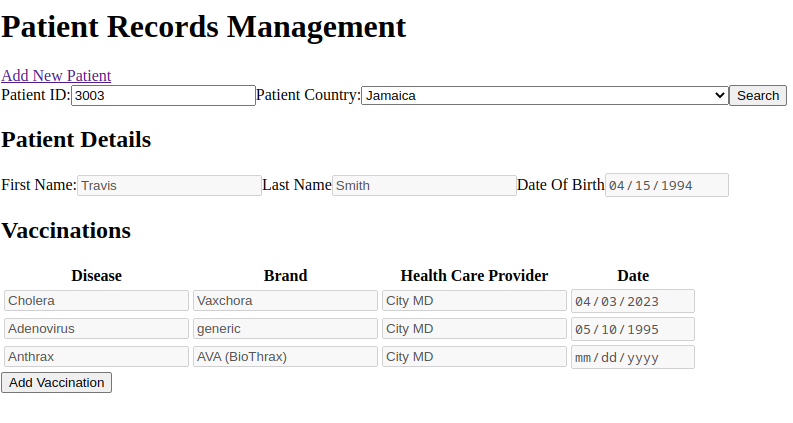 Patient Records Management
Add New Patient
Patient ID: 3003 Patient Country: Jamaica Search
Patient Details
First Name: Travis Last Name Smith Date Of Birth 04/15/1994
Vaccinations
Disease Brand Health Care Provider Date
Cholera Vaxchora City MD 04/03/2023
Adenovirus generic City MD 05/10/1995
Anthrax AVA (BioThrax) City MD mm/dd/yyyy
Add Vaccination